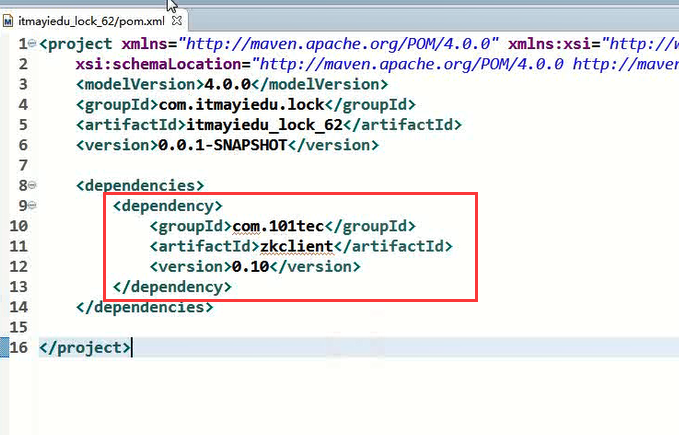 itmayiedu_lock_62/pom.xml
1 <project xmlns="http://maven.apache.org/POM/4.0.0" xmlns:xsi="http://w
2 xsi:schemaLocation="http://maven.apache.org/POM/4.0.0 http://maven
3 <modelVersion>4.0.0</modelVersion>
4 <groupId>com.itmayiedu.lock</groupId>
5 <artifactId>itmayiedu_lock_62</artifactId>
6 <version>0.0.1-SNAPSHOT</version>
7
8 <dependencies>
9 <dependency>
10 <groupId>com.101tec</groupId>
11 <artifactId>zkclient</artifactId>
12 <version>0.10</version>
13 </dependency>
14 </dependencies>
15
16 </project>